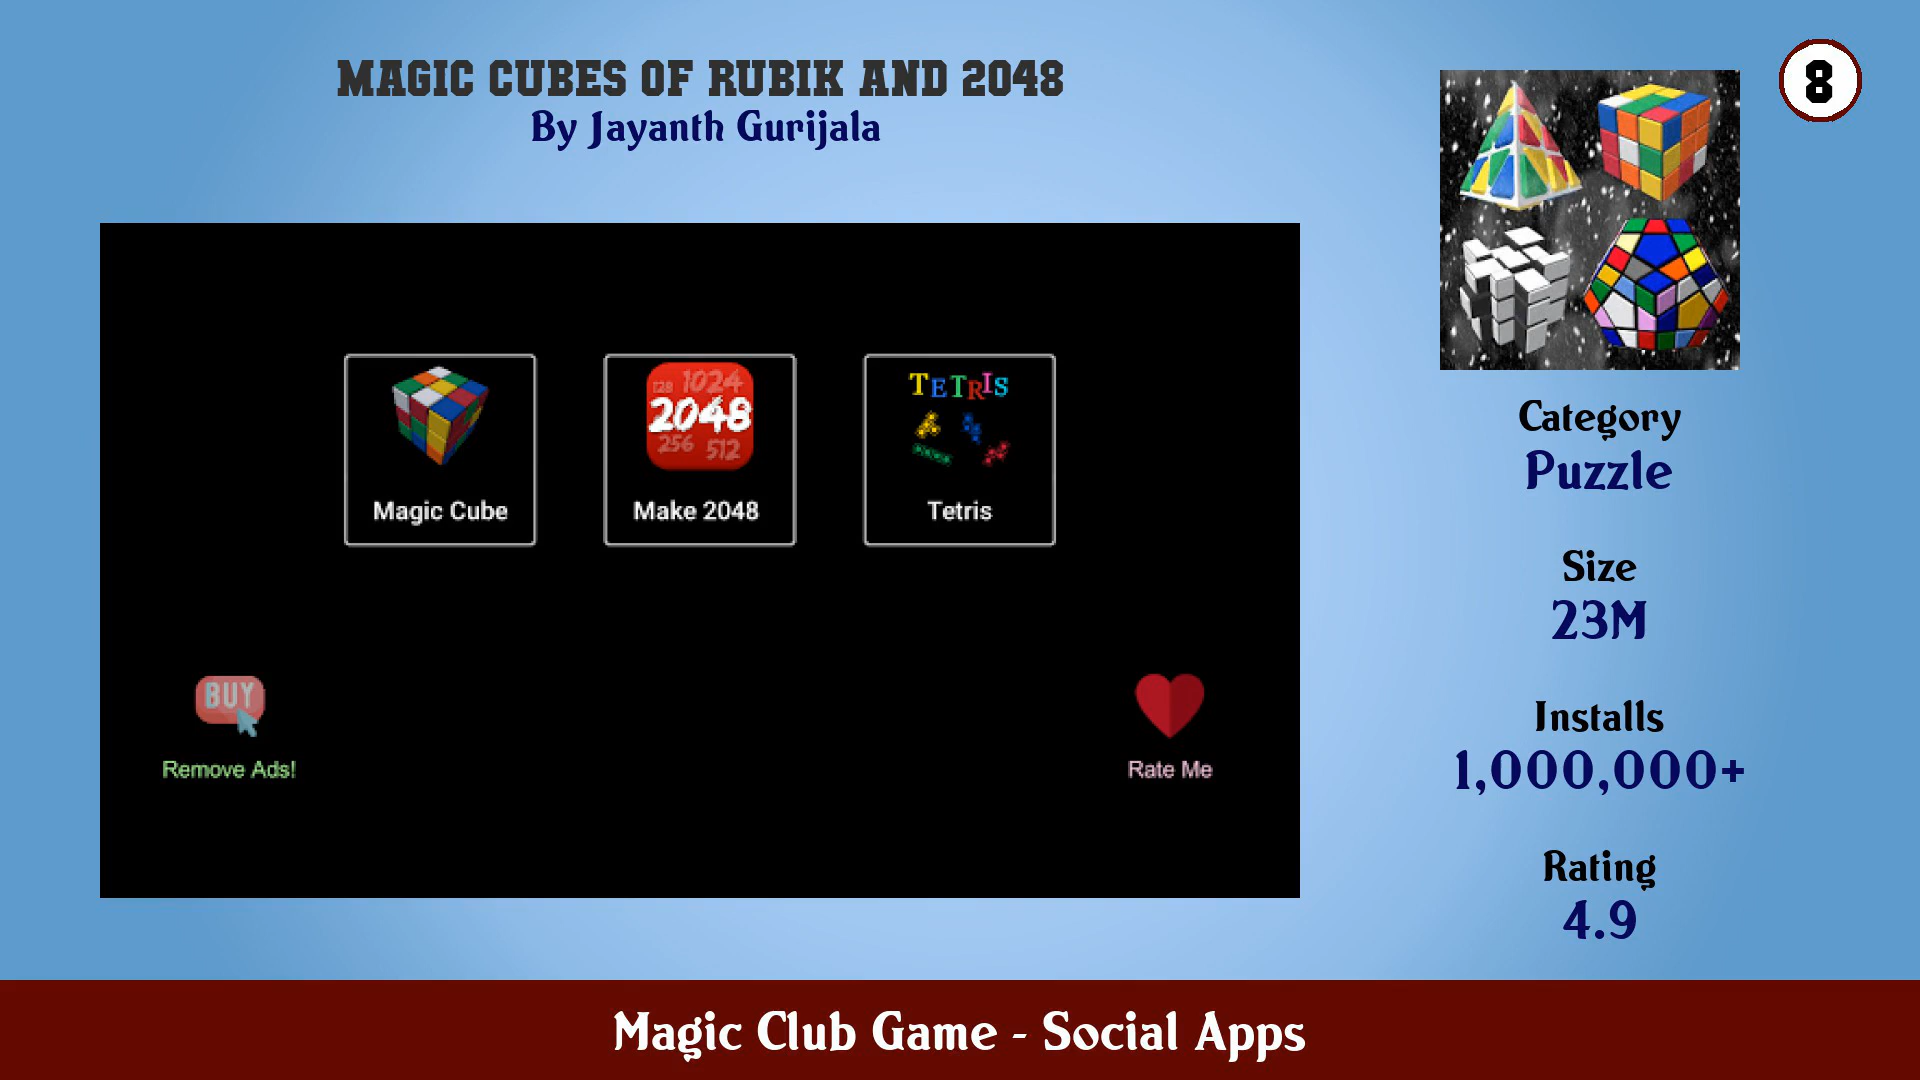 MAGIC CUBES OF RUBIK AND 2048
By Jayanth Gurijala
8
128 1024
2048
256 512
Magic Cube
Make 2048
TETRIS
Tetris
BUY
Remove Ads!
Rate Me
Category
Puzzle
Size
23M
Installs
1,000,000+
Rating
4.9
Magic Club Game - Social Apps